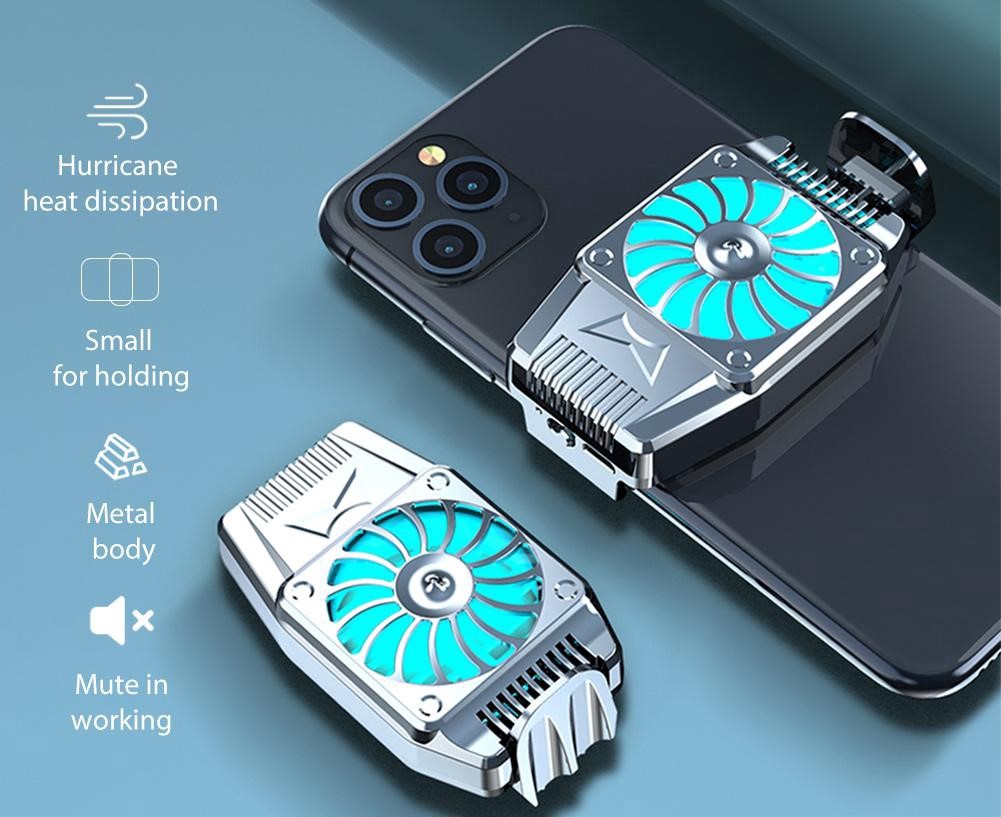 Hurricane
heat dissipation
Small
for holding
Metal
body
Mute in
working